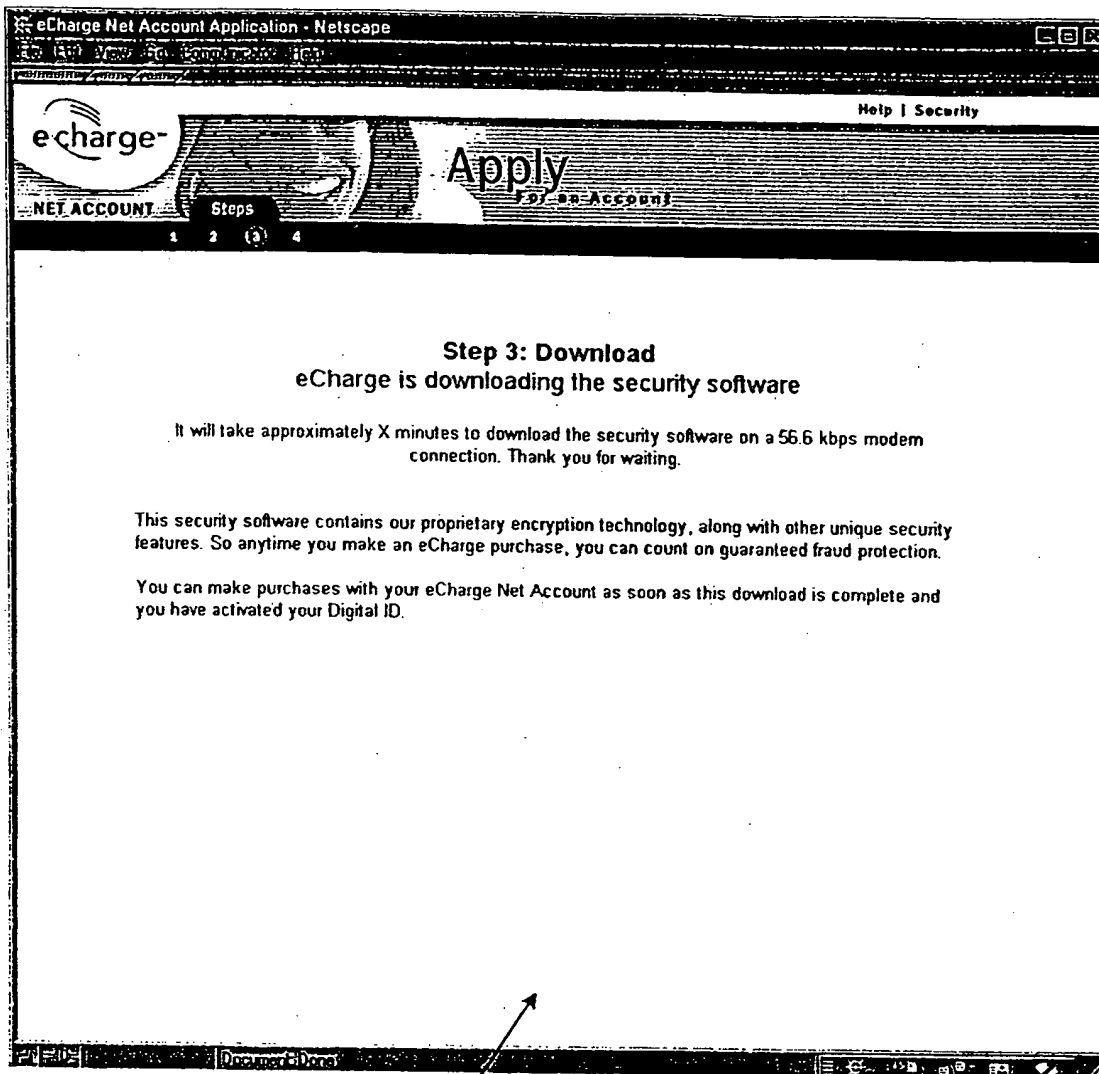 eCharge Net Account Application - Netscape
Help | Security
echarge
Apply
For an Account
NET ACCOUNT
Steps
1 2 (3) 4
Step 3: Download
eCharge is downloading the security software
It will take approximately X minutes to download the security software on a 56.6 kbps modem
connection. Thank you for waiting.
This security software contains our proprietary encryption technology, along with other unique security
features. So anytime you make an eCharge purchase, you can count on guaranteed fraud protection.
You can make purchases with your eCharge Net Account as soon as this download is complete and
you have activated your Digital ID.
Document: Done